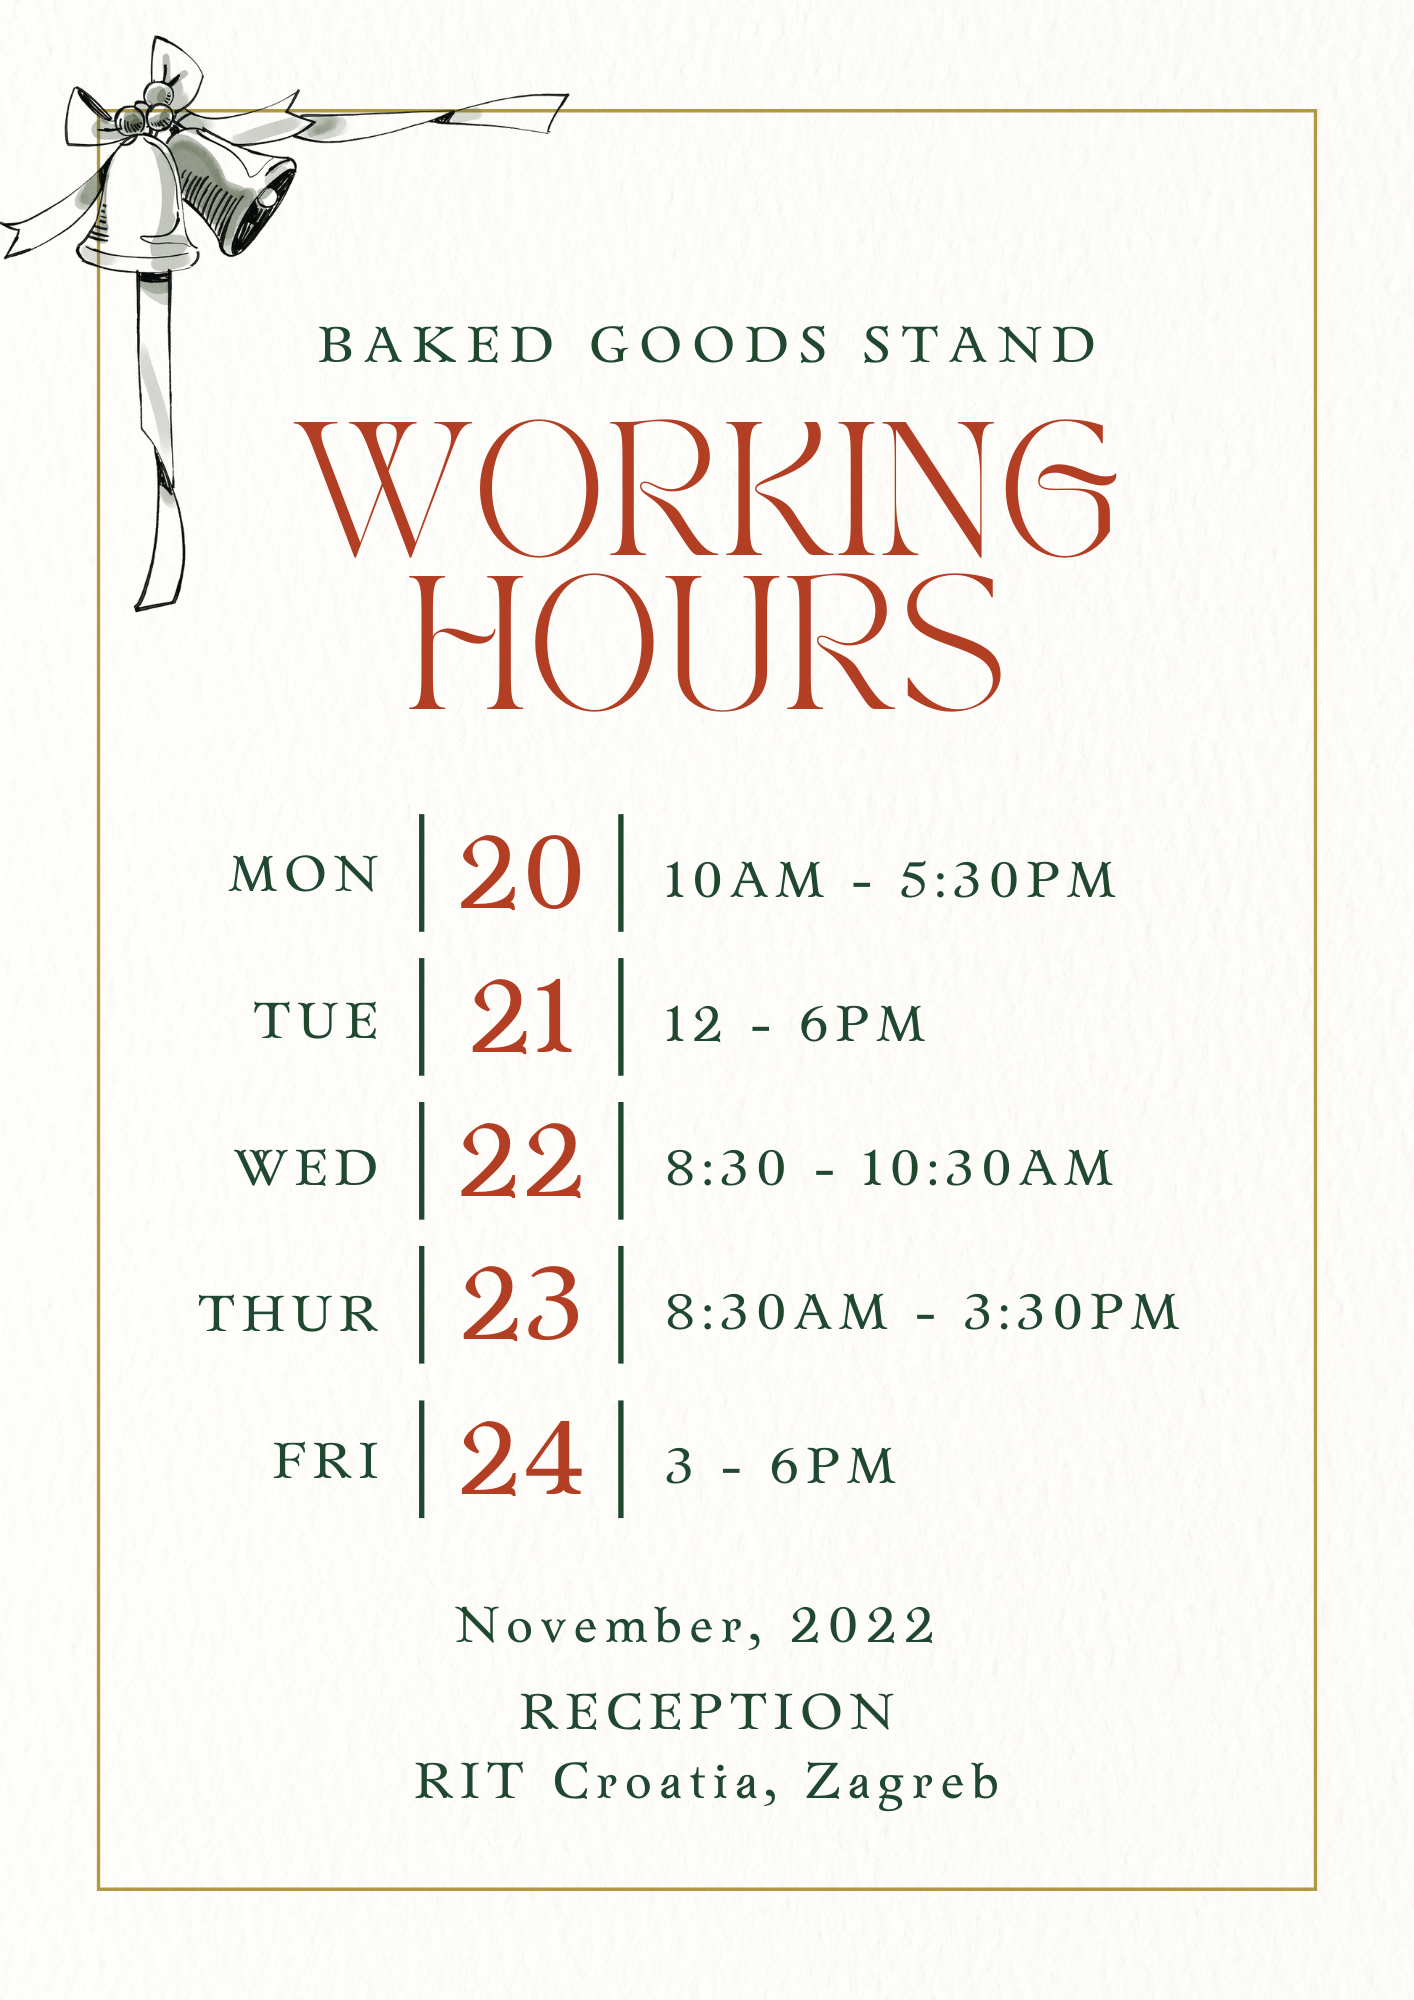 BAKED GOODS STAND
WORKING
HOURS
MON 20 10AM - 5:30PM
TUE 21 12 - 6PM
WED 22 8:30 - 10:30AM
THUR 23 8:30AM - 3:30PM
FRI 24 3 - 6PM
November, 2022
RECEPTION
RIT Croatia, Zagreb